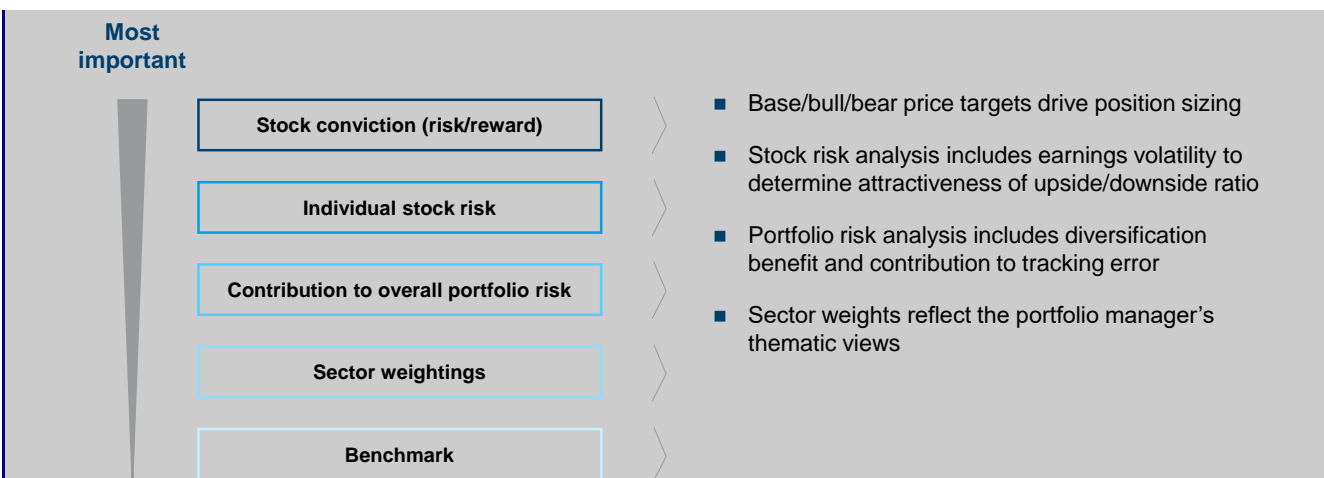 Most
important
Stock conviction (risk/reward)
Individual stock risk
Contribution to overall portfolio risk
Sector weightings
Benchmark
■ Base/bull/bear price targets drive position sizing
■ Stock risk analysis includes earnings volatility to
determine attractiveness of upside/downside ratio
■ Portfolio risk analysis includes diversification
benefit and contribution to tracking error
■ Sector weights reflect the portfolio manager’s
thematic views